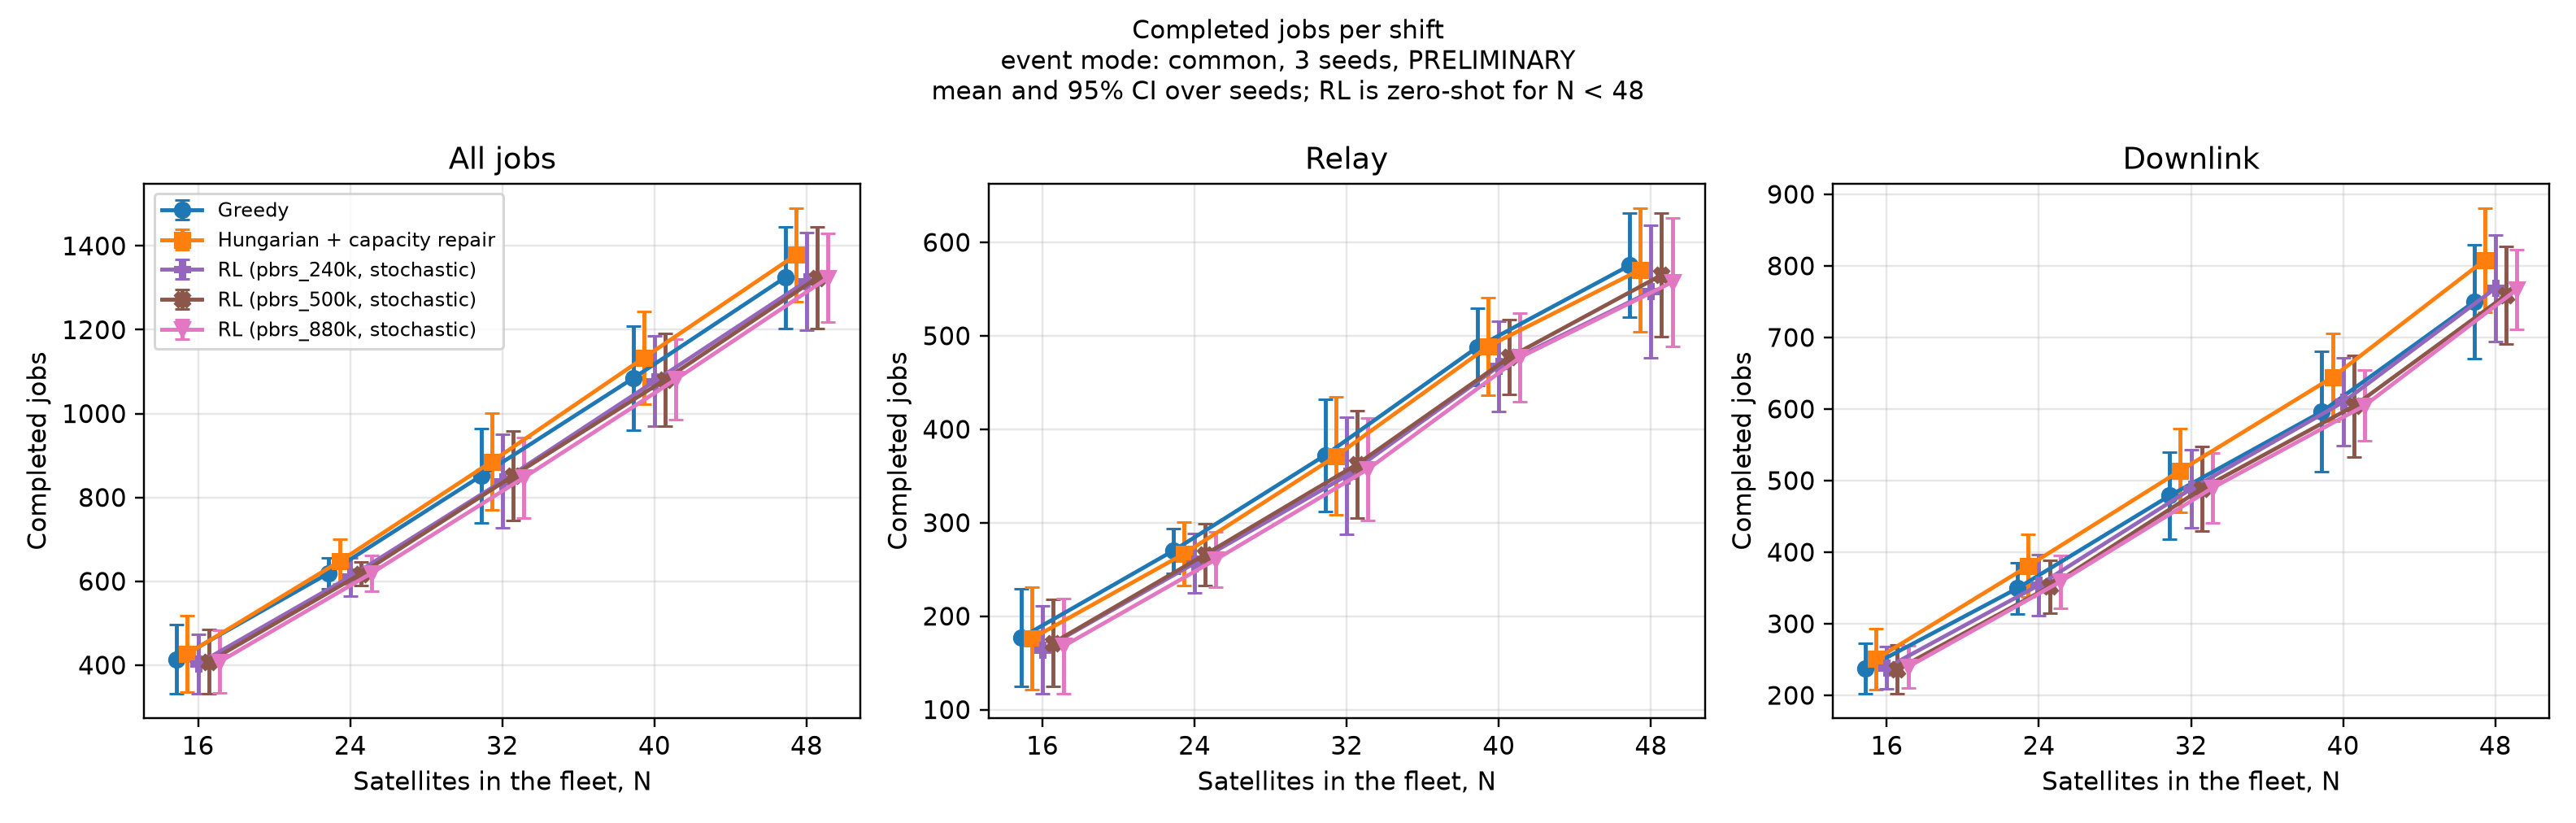 Completed jobs per shift
event mode: common, 3 seeds, PRELIMINARY
mean and 95% CI over seeds; RL is zero-shot for N < 48
All jobs
Completed jobs
1400
1200
1000
800
600
400
Greedy
Hungarian + capacity repair
RL (pbrs_240k, stochastic)
RL (pbrs_500k, stochastic)
RL (pbrs_880k, stochastic)
16 24 32 40 48
Satellites in the fleet, N
Relay
Completed jobs
600
500
400
300
200
100
16 24 32 40 48
Satellites in the fleet, N
Downlink
Completed jobs
900
800
700
600
500
400
300
200
16 24 32 40 48
Satellites in the fleet, N